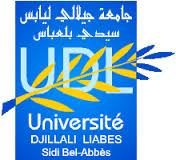 جامعة جيلالي ليابس
سيدي بلعباس
UDL
Université
DJILLALI LIABES
Sidi Bel-Abbès